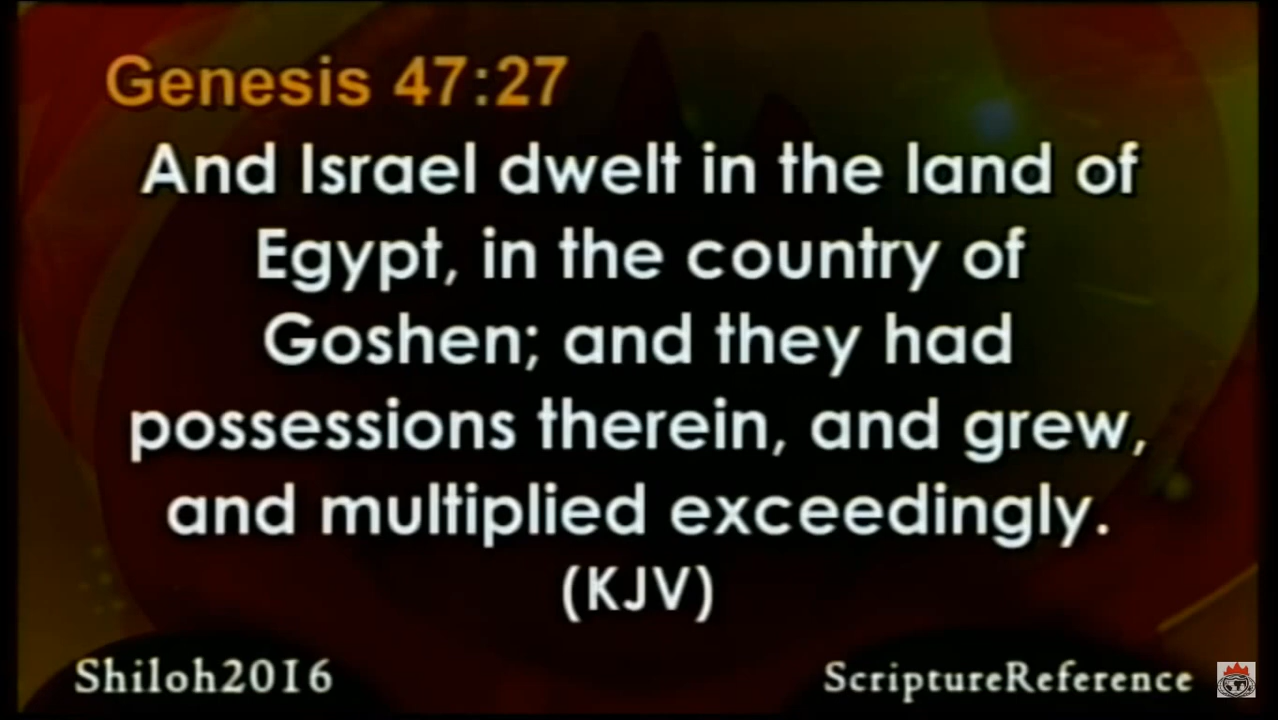 Genesis 47:27
And Israel dwelt in the land of
Egypt, in the country of
Goshen; and they had
possessions therein, and grew,
and multiplied exceedingly.
(KJV)
Shiloh2016
ScriptureReference